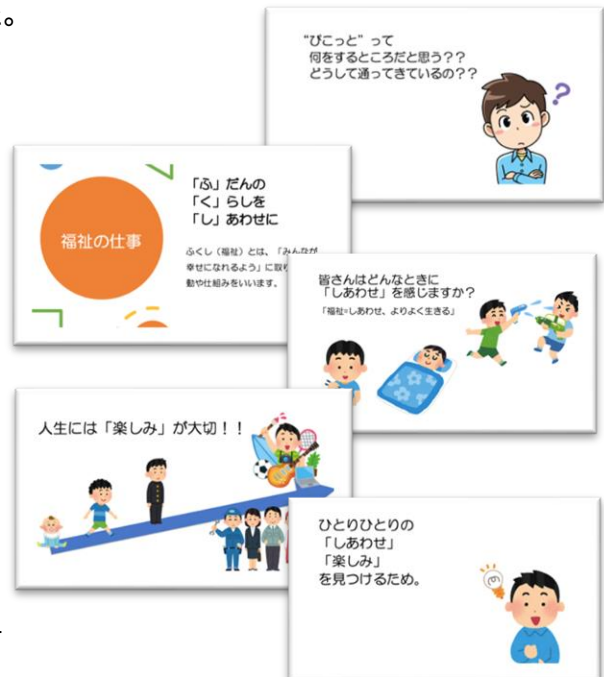 。
“ぴこっと”って
何をするところだと思う??
どうして通ってきているの??
?
福祉の仕事
「ふ」だんの
「く」らしを
「し」あわせに
ふくし(福祉)とは、「みんなが
幸せになれるよう」に取り
動や仕組みをいいます。
皆さんはどんなときに
「しあわせ」を感じますか?
「福祉=しあわせ、よりよく生きる」
人生には「楽しみ」が大切!!
ひとりひとりの
「しあわせ」
「楽しみ」
を見つけるため。